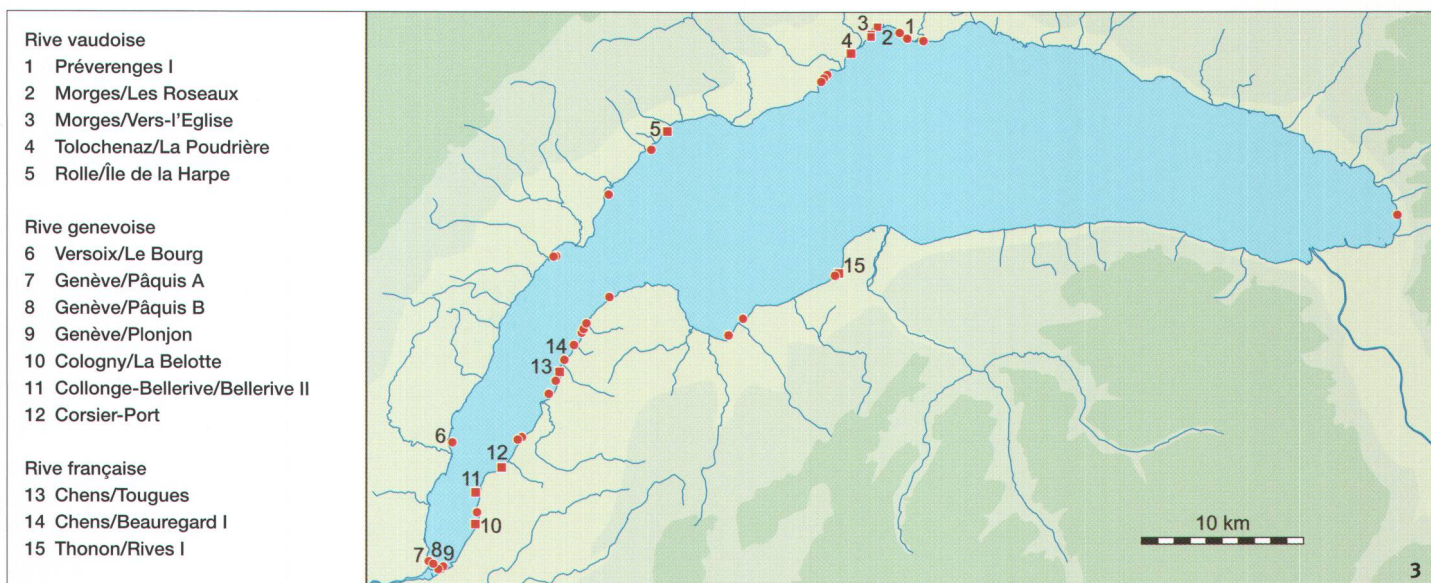 Rive vaudoise
1 Préverenges I
2 Morges/Les Roseaux
3 Morges/Vers-l'Eglise
4 Tolochenaz/La Poudrière
5 Rolle/Île de la Harpe
Rive genevoise
6 Versoix/Le Bourg
7 Genève/Pâquis A
8 Genève/Pâquis B
9 Genève/Plonjon
10 Cologny/La Belotte
11 Collonge-Bellerive/Bellerive II
12 Corsier-Port
Rive française
13 Chens/Tougues
14 Chens/Beauregard I
15 Thonon/Rives I
3 1
2
4
5
15
14
13
6
12
11
10
7 8 9
10 km
3